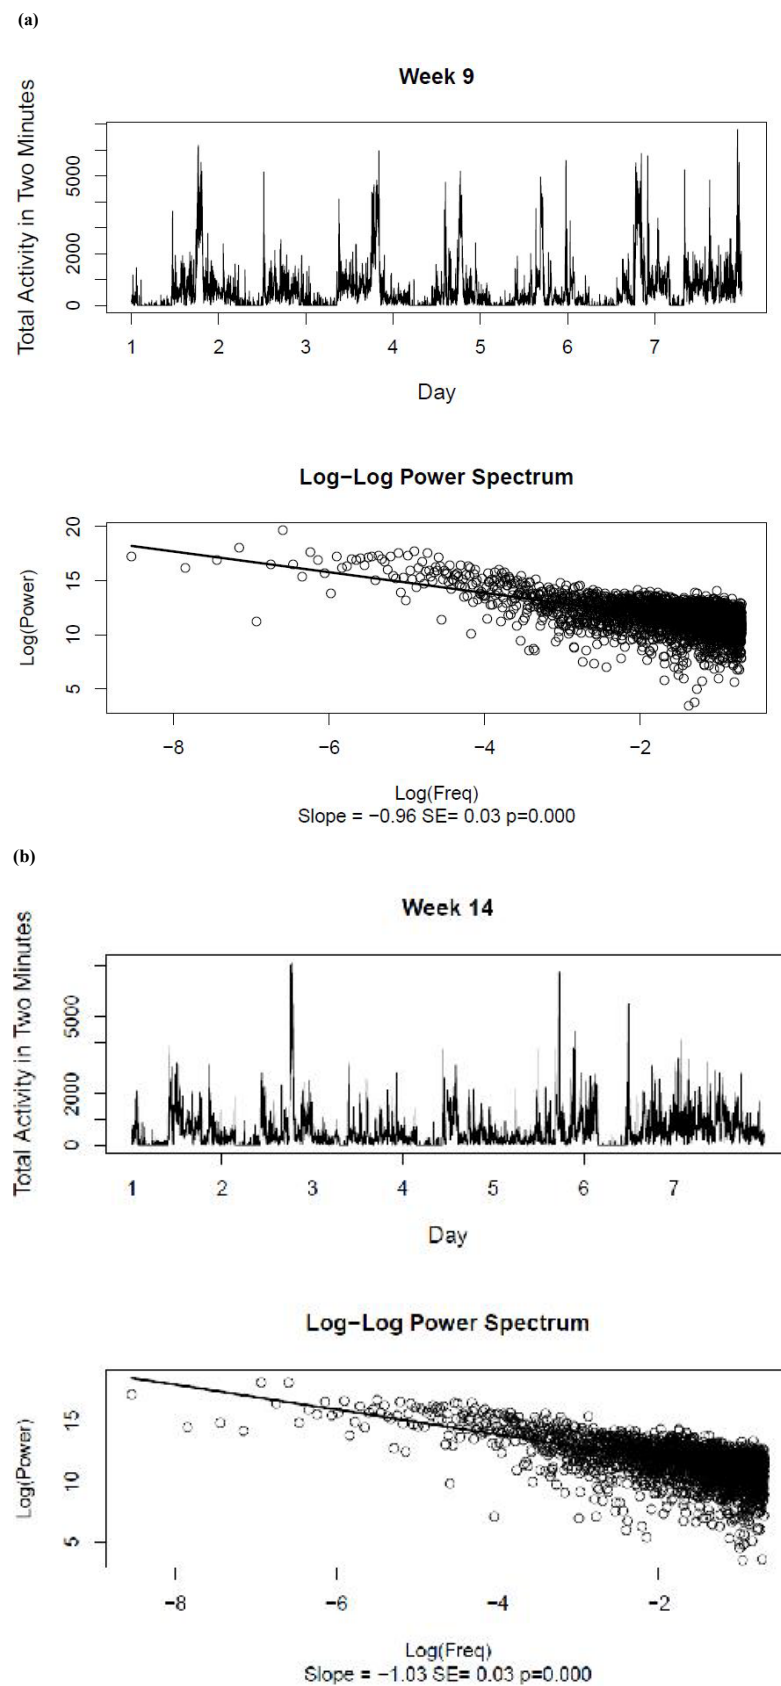 (a)
Week 9
Total Activity in Two Minutes
5000
2000
0
1 2 3 4 5 6 7
Day
Log−Log Power Spectrum
Log(Power)
20
15
10
5
−8 −6 −4 −2
Log(Freq)
Slope = −0.96 SE= 0.03 p=0.000
(b)
Week 14
Total Activity in Two Minutes
5000
2000
0
1 2 3 4 5 6 7
Day
Log−Log Power Spectrum
Log(Power)
15
10
5
−8 −6 −4 −2
Log(Freq)
Slope = −1.03 SE= 0.03 p=0.000